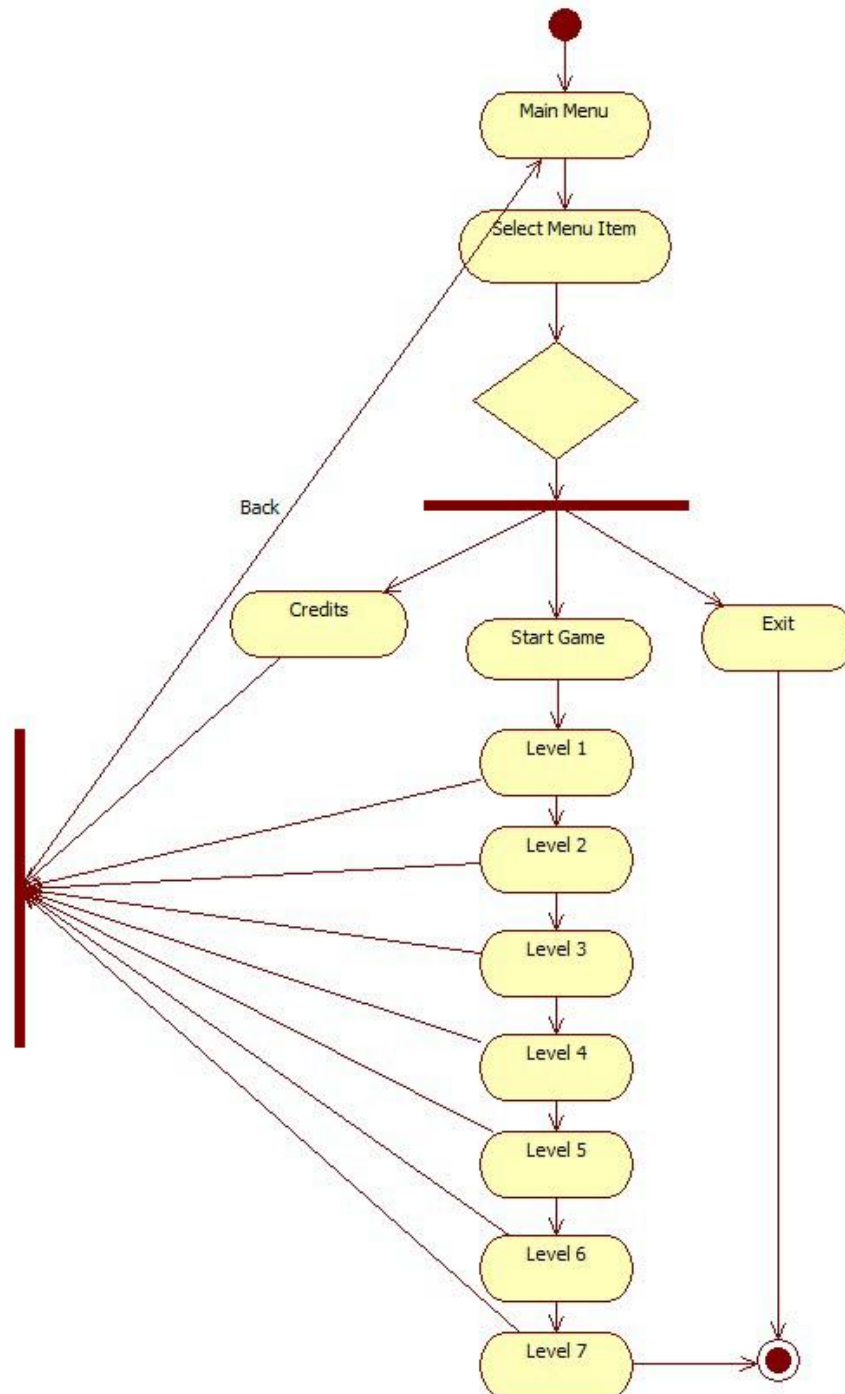 Main Menu
Select Menu Item
Back
Credits
Start Game
Exit
Level 1
Level 2
Level 3
Level 4
Level 5
Level 6
Level 7